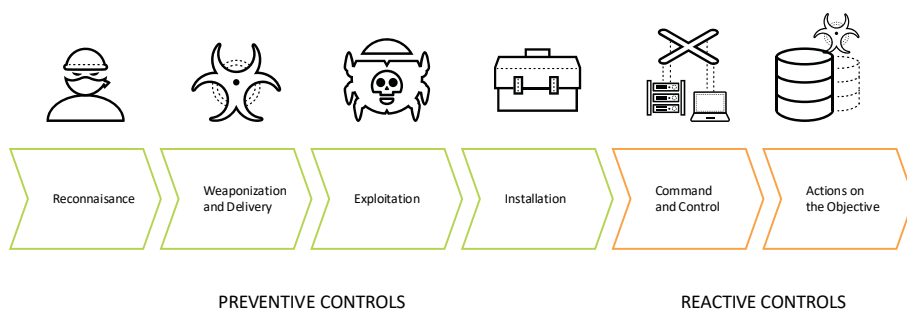 Reconnaisance
Weaponization
and Delivery
Exploitation
Installation
Command
and Control
Actions on
the Objective
PREVENTIVE CONTROLS
REACTIVE CONTROLS